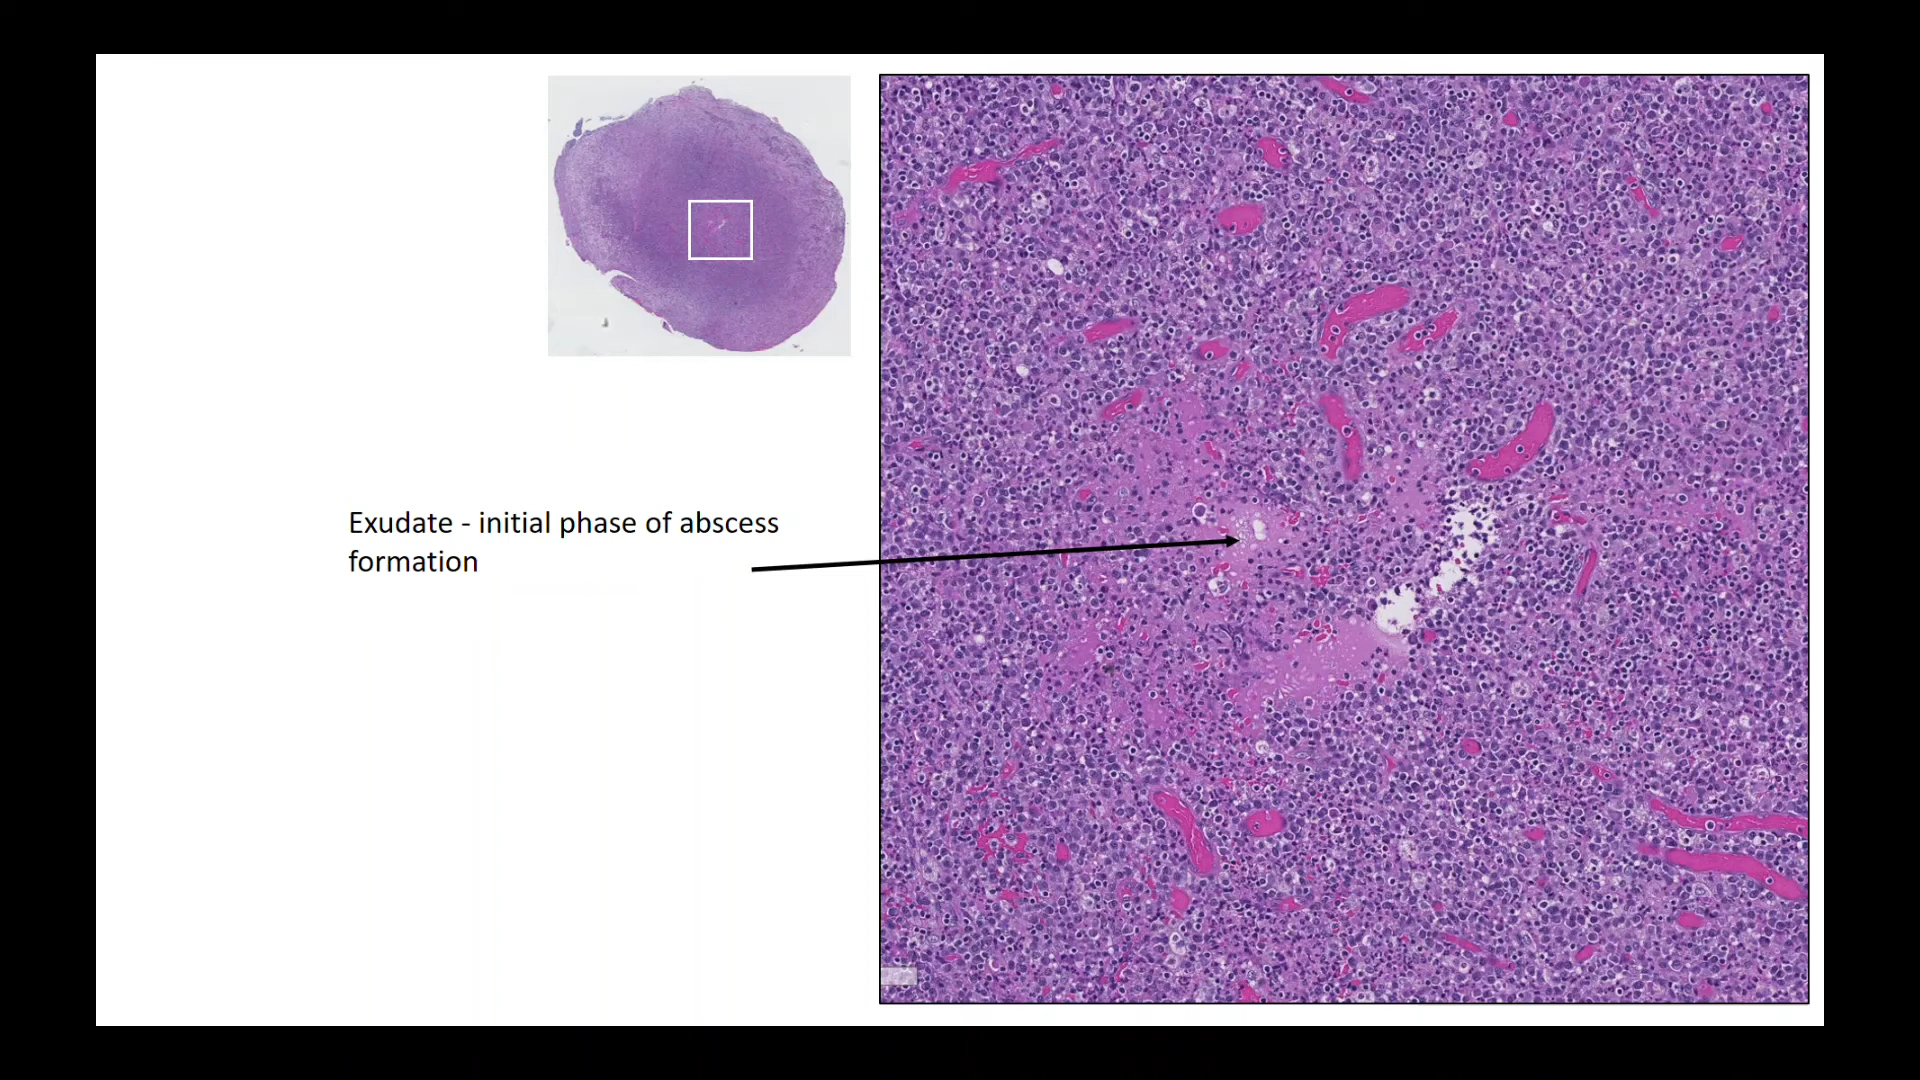 Exudate - initial phase of abscess
formation